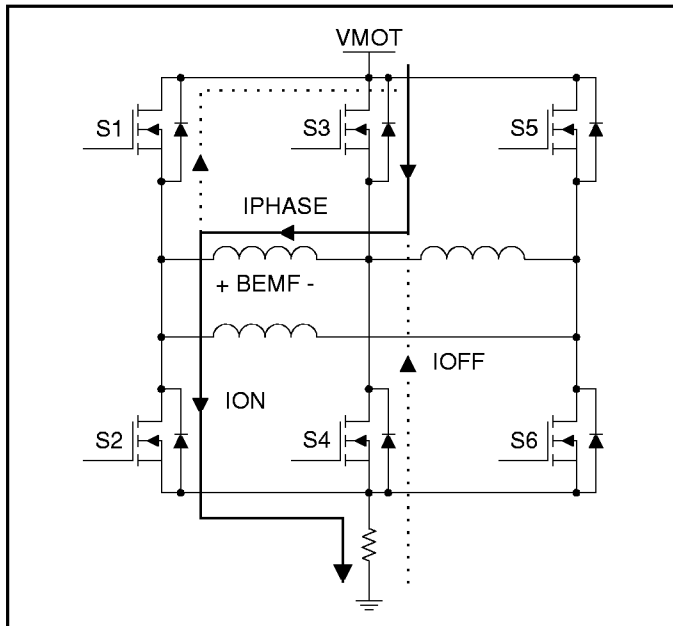 VMOT
S1
S3
S5
IPHASE
+ BEMF -
IOFF
ION
S2
S4
S6